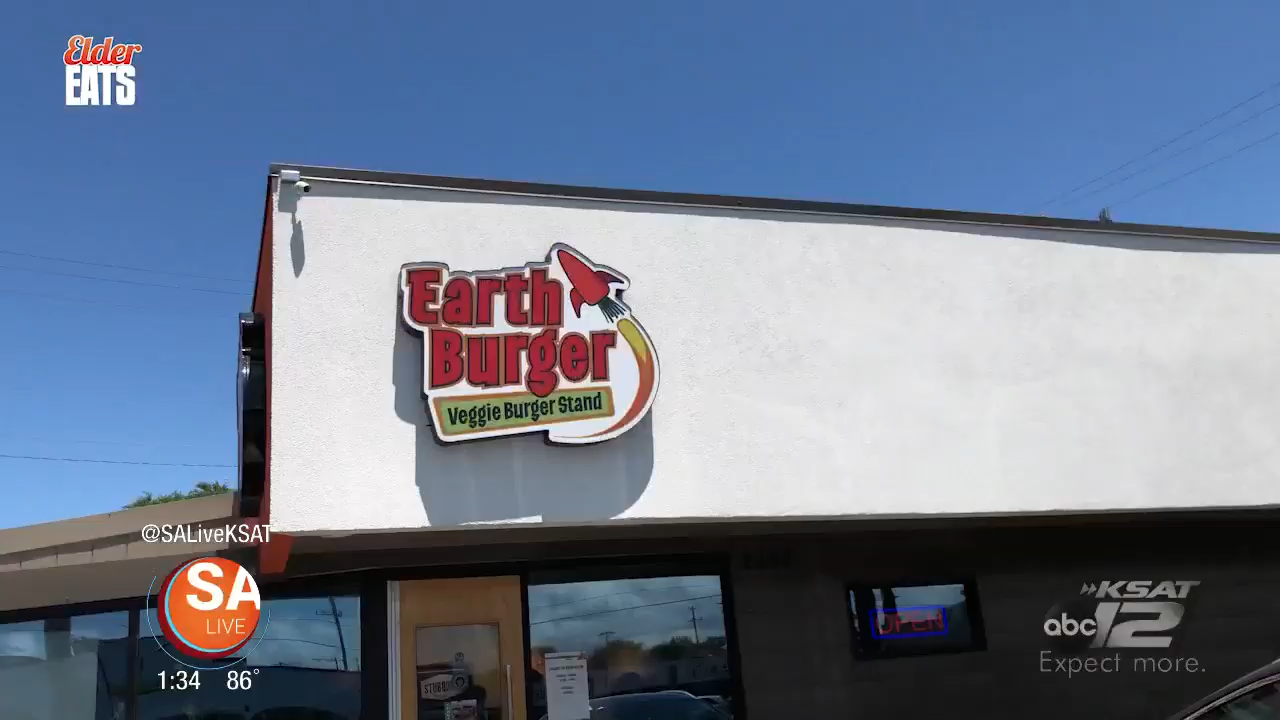 Elder
EATS
Earth
Burger
Veggie Burger Stand
@SALiveKSAT
SA
LIVE
1:34 86°
OPEN
KSAT
abc 12
Expect more.